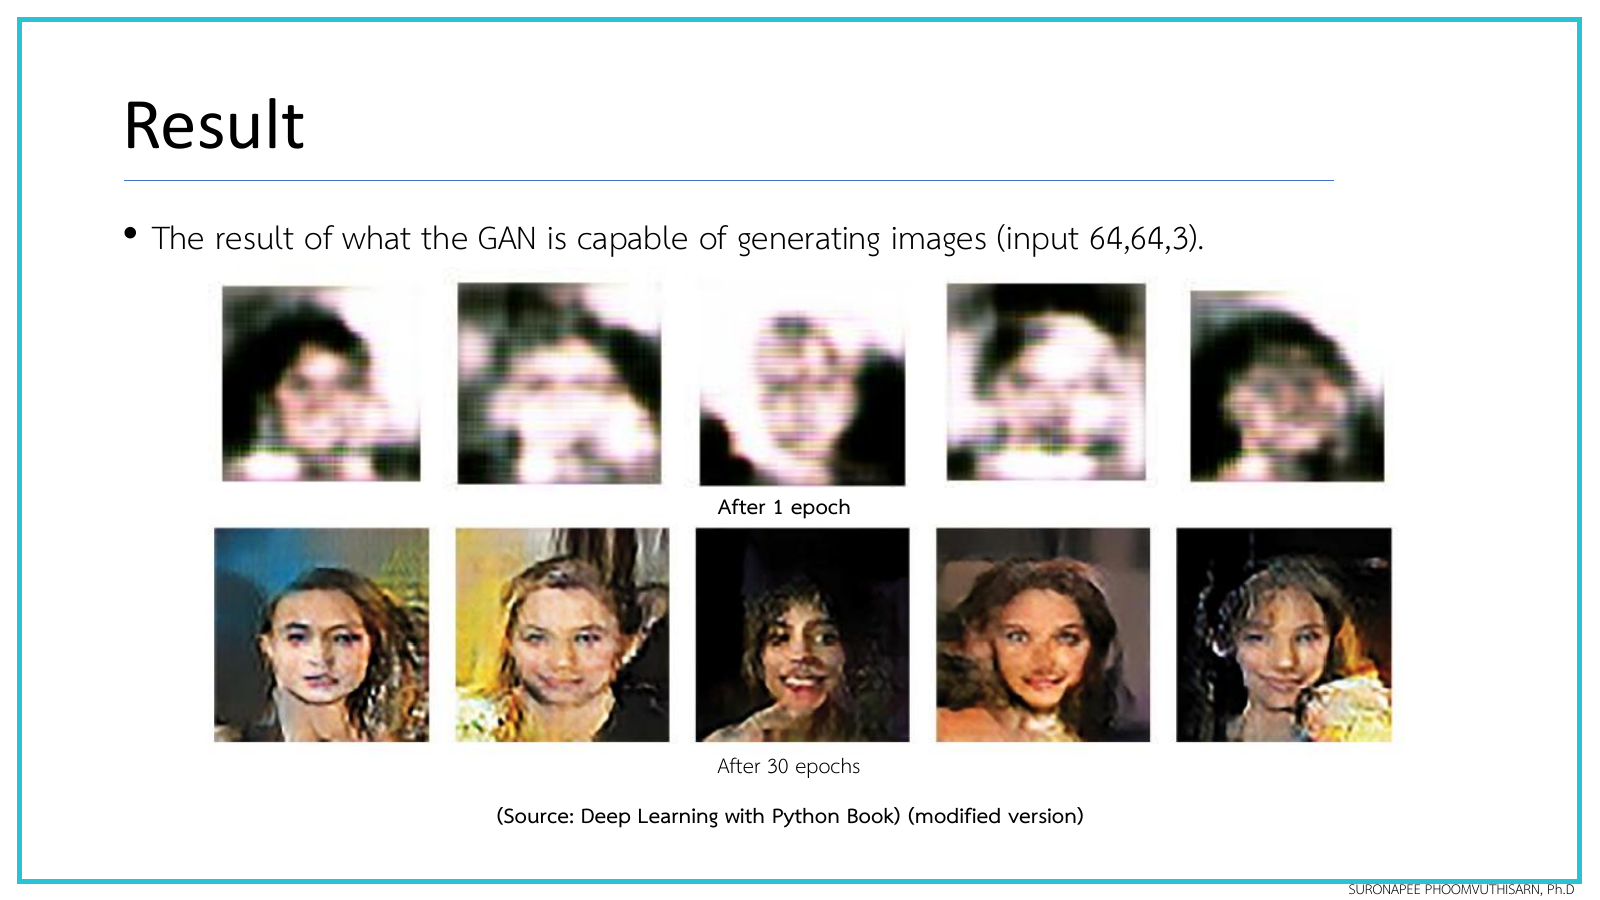 Result
• The result of what the GAN is capable of generating images (input 64,64,3).
After 1 epoch
After 30 epochs
(Source: Deep Learning with Python Book) (modified version)
SURONAPEE PHOOMVUTHISARN, Ph.D